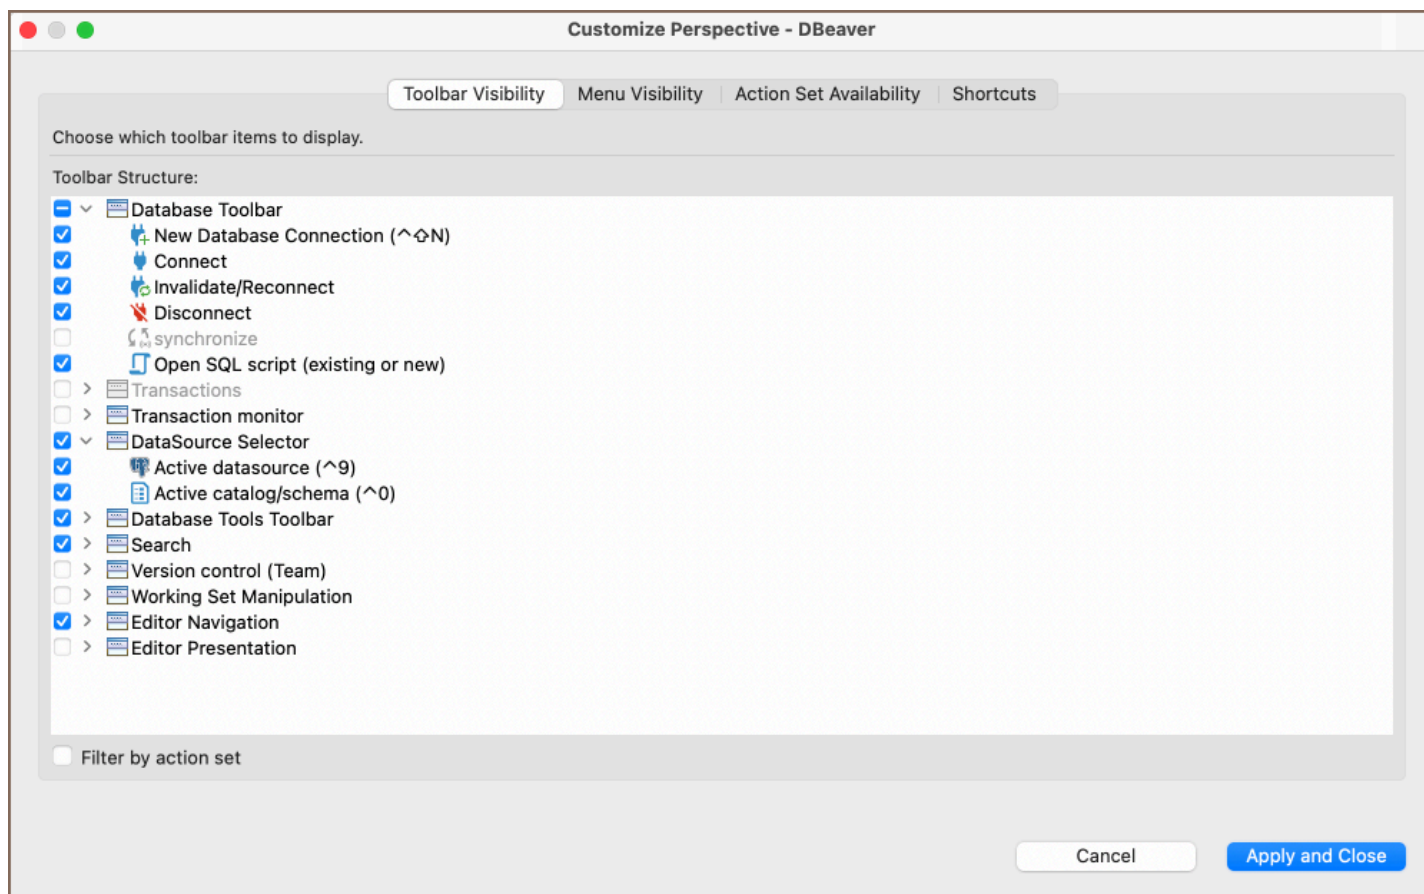 Customize Perspective - DBeaver
Toolbar Visibility Menu Visibility Action Set Availability Shortcuts
Choose which toolbar items to display.
Toolbar Structure:
Database Toolbar
New Database Connection (^⇧N)
Connect
Invalidate/Reconnect
Disconnect
synchronize
Open SQL script (existing or new)
Transactions
Transaction monitor
DataSource Selector
Active datasource (^9)
Active catalog/schema (^0)
Database Tools Toolbar
Search
Version control (Team)
Working Set Manipulation
Editor Navigation
Editor Presentation
Filter by action set
Cancel Apply and Close